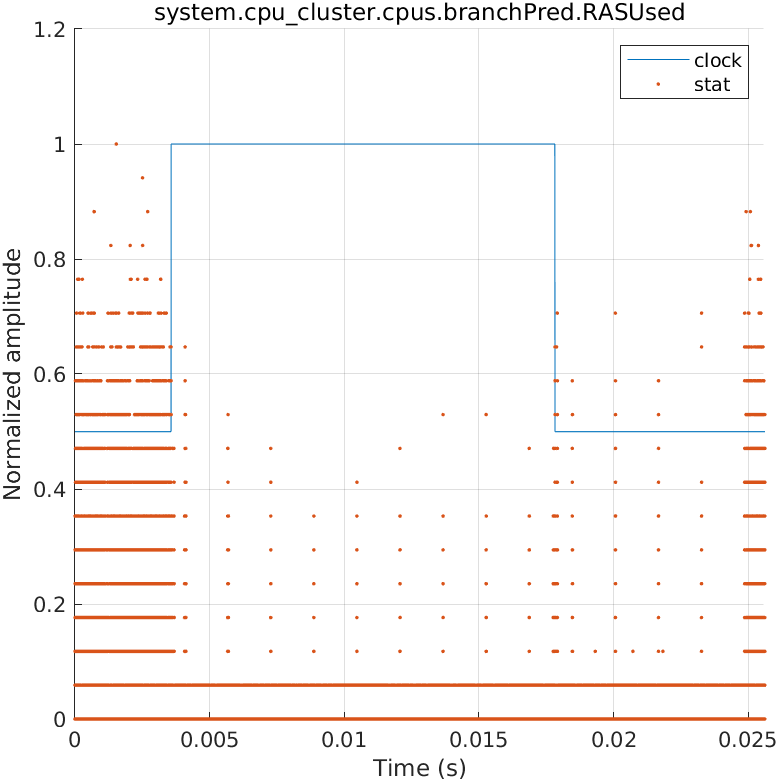 system.cpu_cluster.cpus.branchPred.RASUsed
clock
stat
1.2
1
0.8
0.6
0.4
0.2
0
Normalized amplitude
0
0.005
0.01
0.015
0.02
0.025
Time (s)